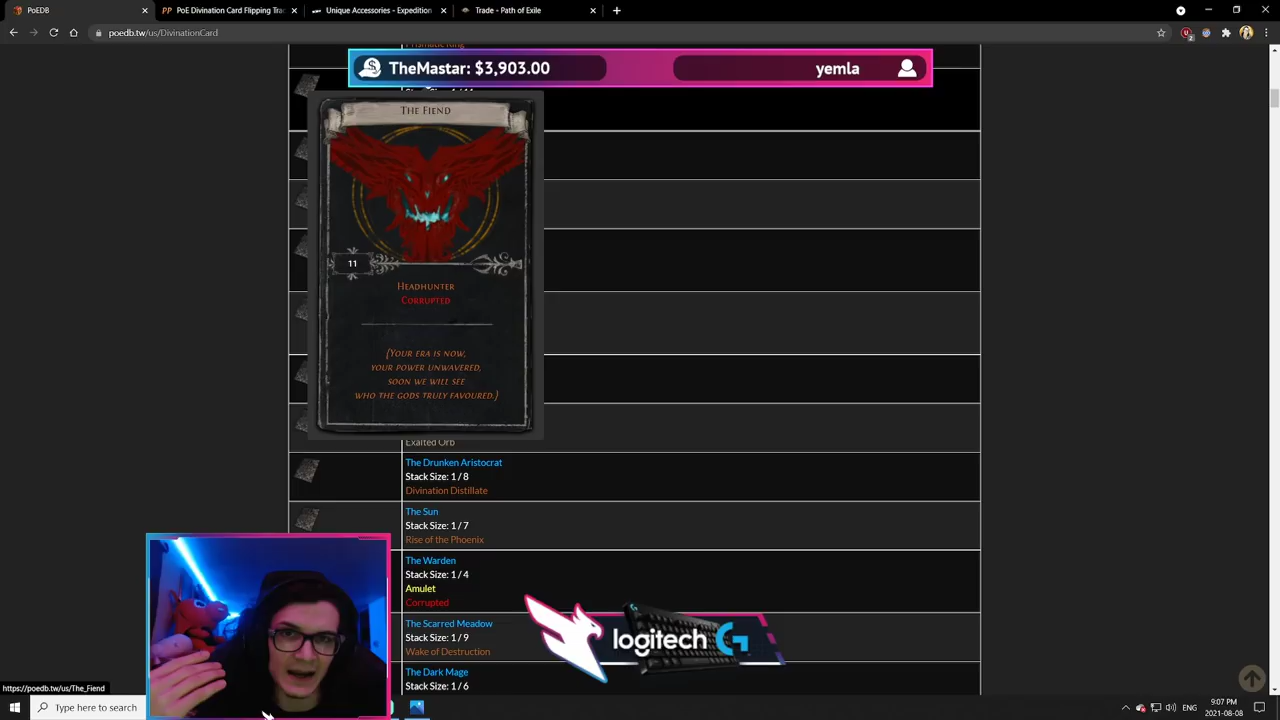 PoEDB
PoE Divination Card Flipping Trac
Unique Accessories - Expedition
Trade - Path of Exile
poedb.tw/us/DivinationCard
Prismatic Ring
TheMastar: $3,903.00
yemla
The Fiend
11
Headhunter
Corrupted
{Your era is now,
your power unwavered,
soon we will see
who the gods truly favoured.}
Exalted Orb
The Drunken Aristocrat
Stack Size: 1 / 8
Divination Distillate
The Sun
Stack Size: 1 / 7
Rise of the Phoenix
The Warden
Stack Size: 1 / 4
Amulet
Corrupted
The Scarred Meadow
Stack Size: 1 / 9
Wake of Destruction
The Dark Mage
Stack Size: 1 / 6
logitech G
https://poedb.tw/us/The_Fiend
Type here to search
ENG
9:07 PM
2021-08-08